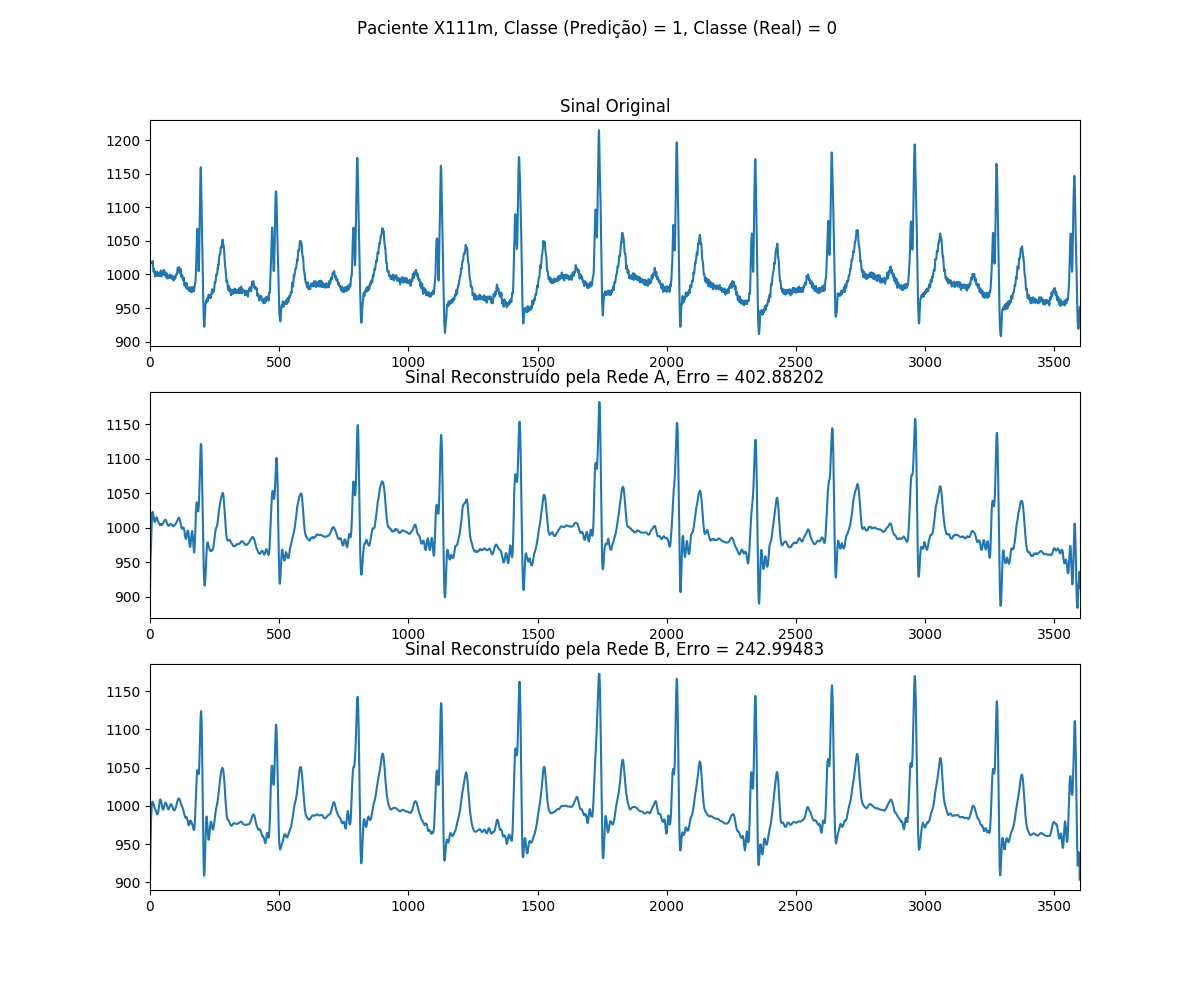 Paciente X111m, Classe (Predição) = 1, Classe (Real) = 0
Sinal Original
1200
1150
1100
1050
1000
950
900
0 500 1000 1500 2000 2500 3000 3500
Sinal Reconstruído pela Rede A, Erro = 402.88202
1150
1100
1050
1000
950
900
0 500 1000 1500 2000 2500 3000 3500
Sinal Reconstruído pela Rede B, Erro = 242.99483
1150
1100
1050
1000
950
900
0 500 1000 1500 2000 2500 3000 3500